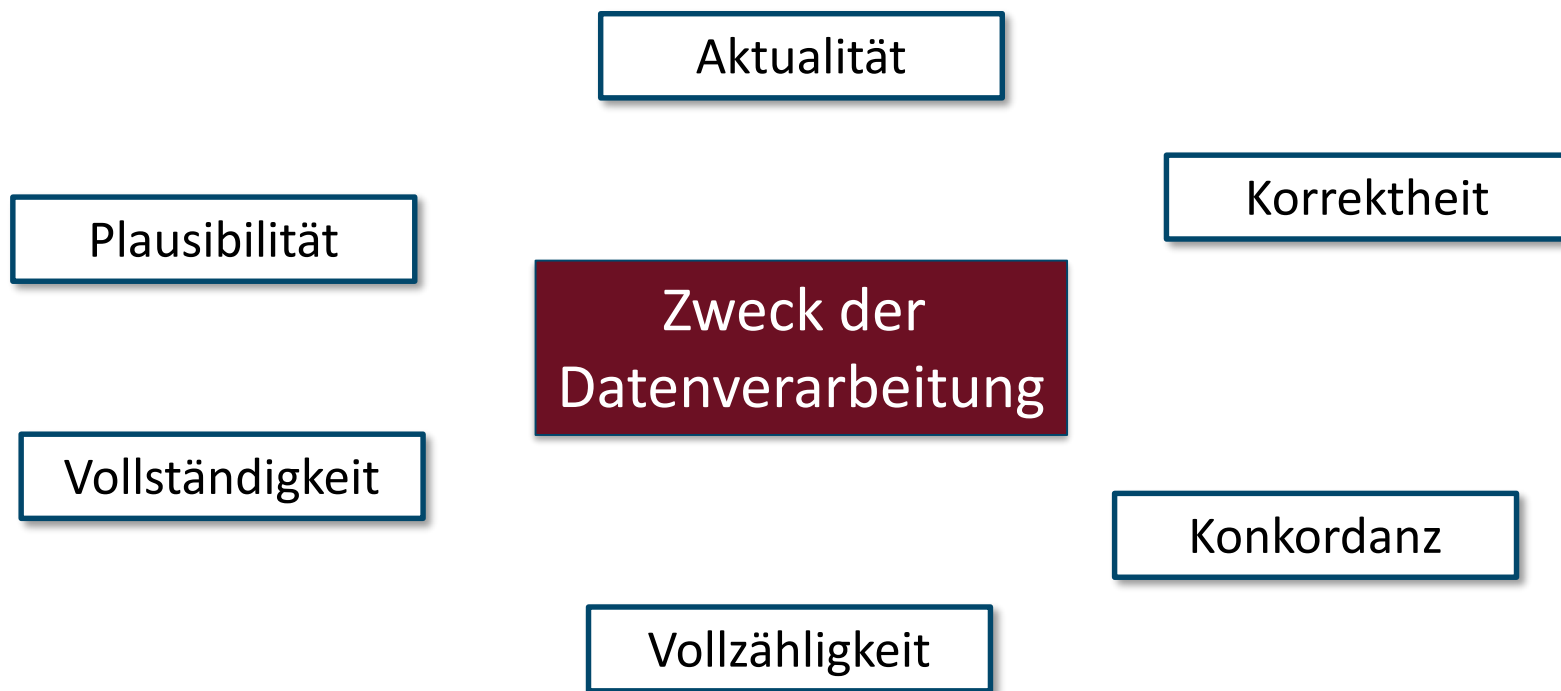 Aktualität
Korrektheit
Plausibilität
Zweck der
Datenverarbeitung
Vollständigkeit
Konkordanz
Vollzähligkeit